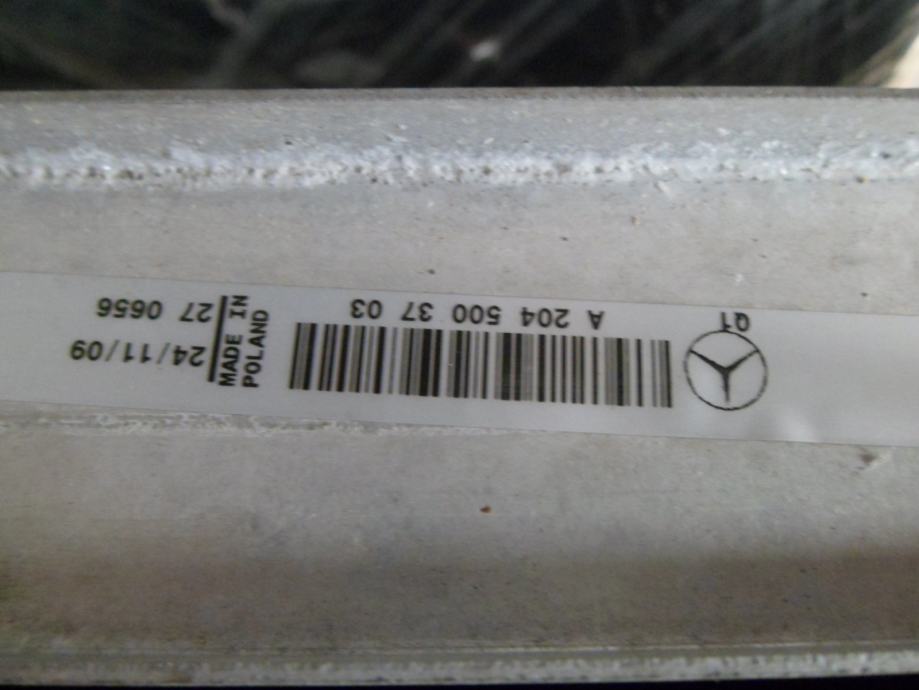 Q1
A 204 500 37 03
MADE IN
POLAND
27 0656
24/11/09